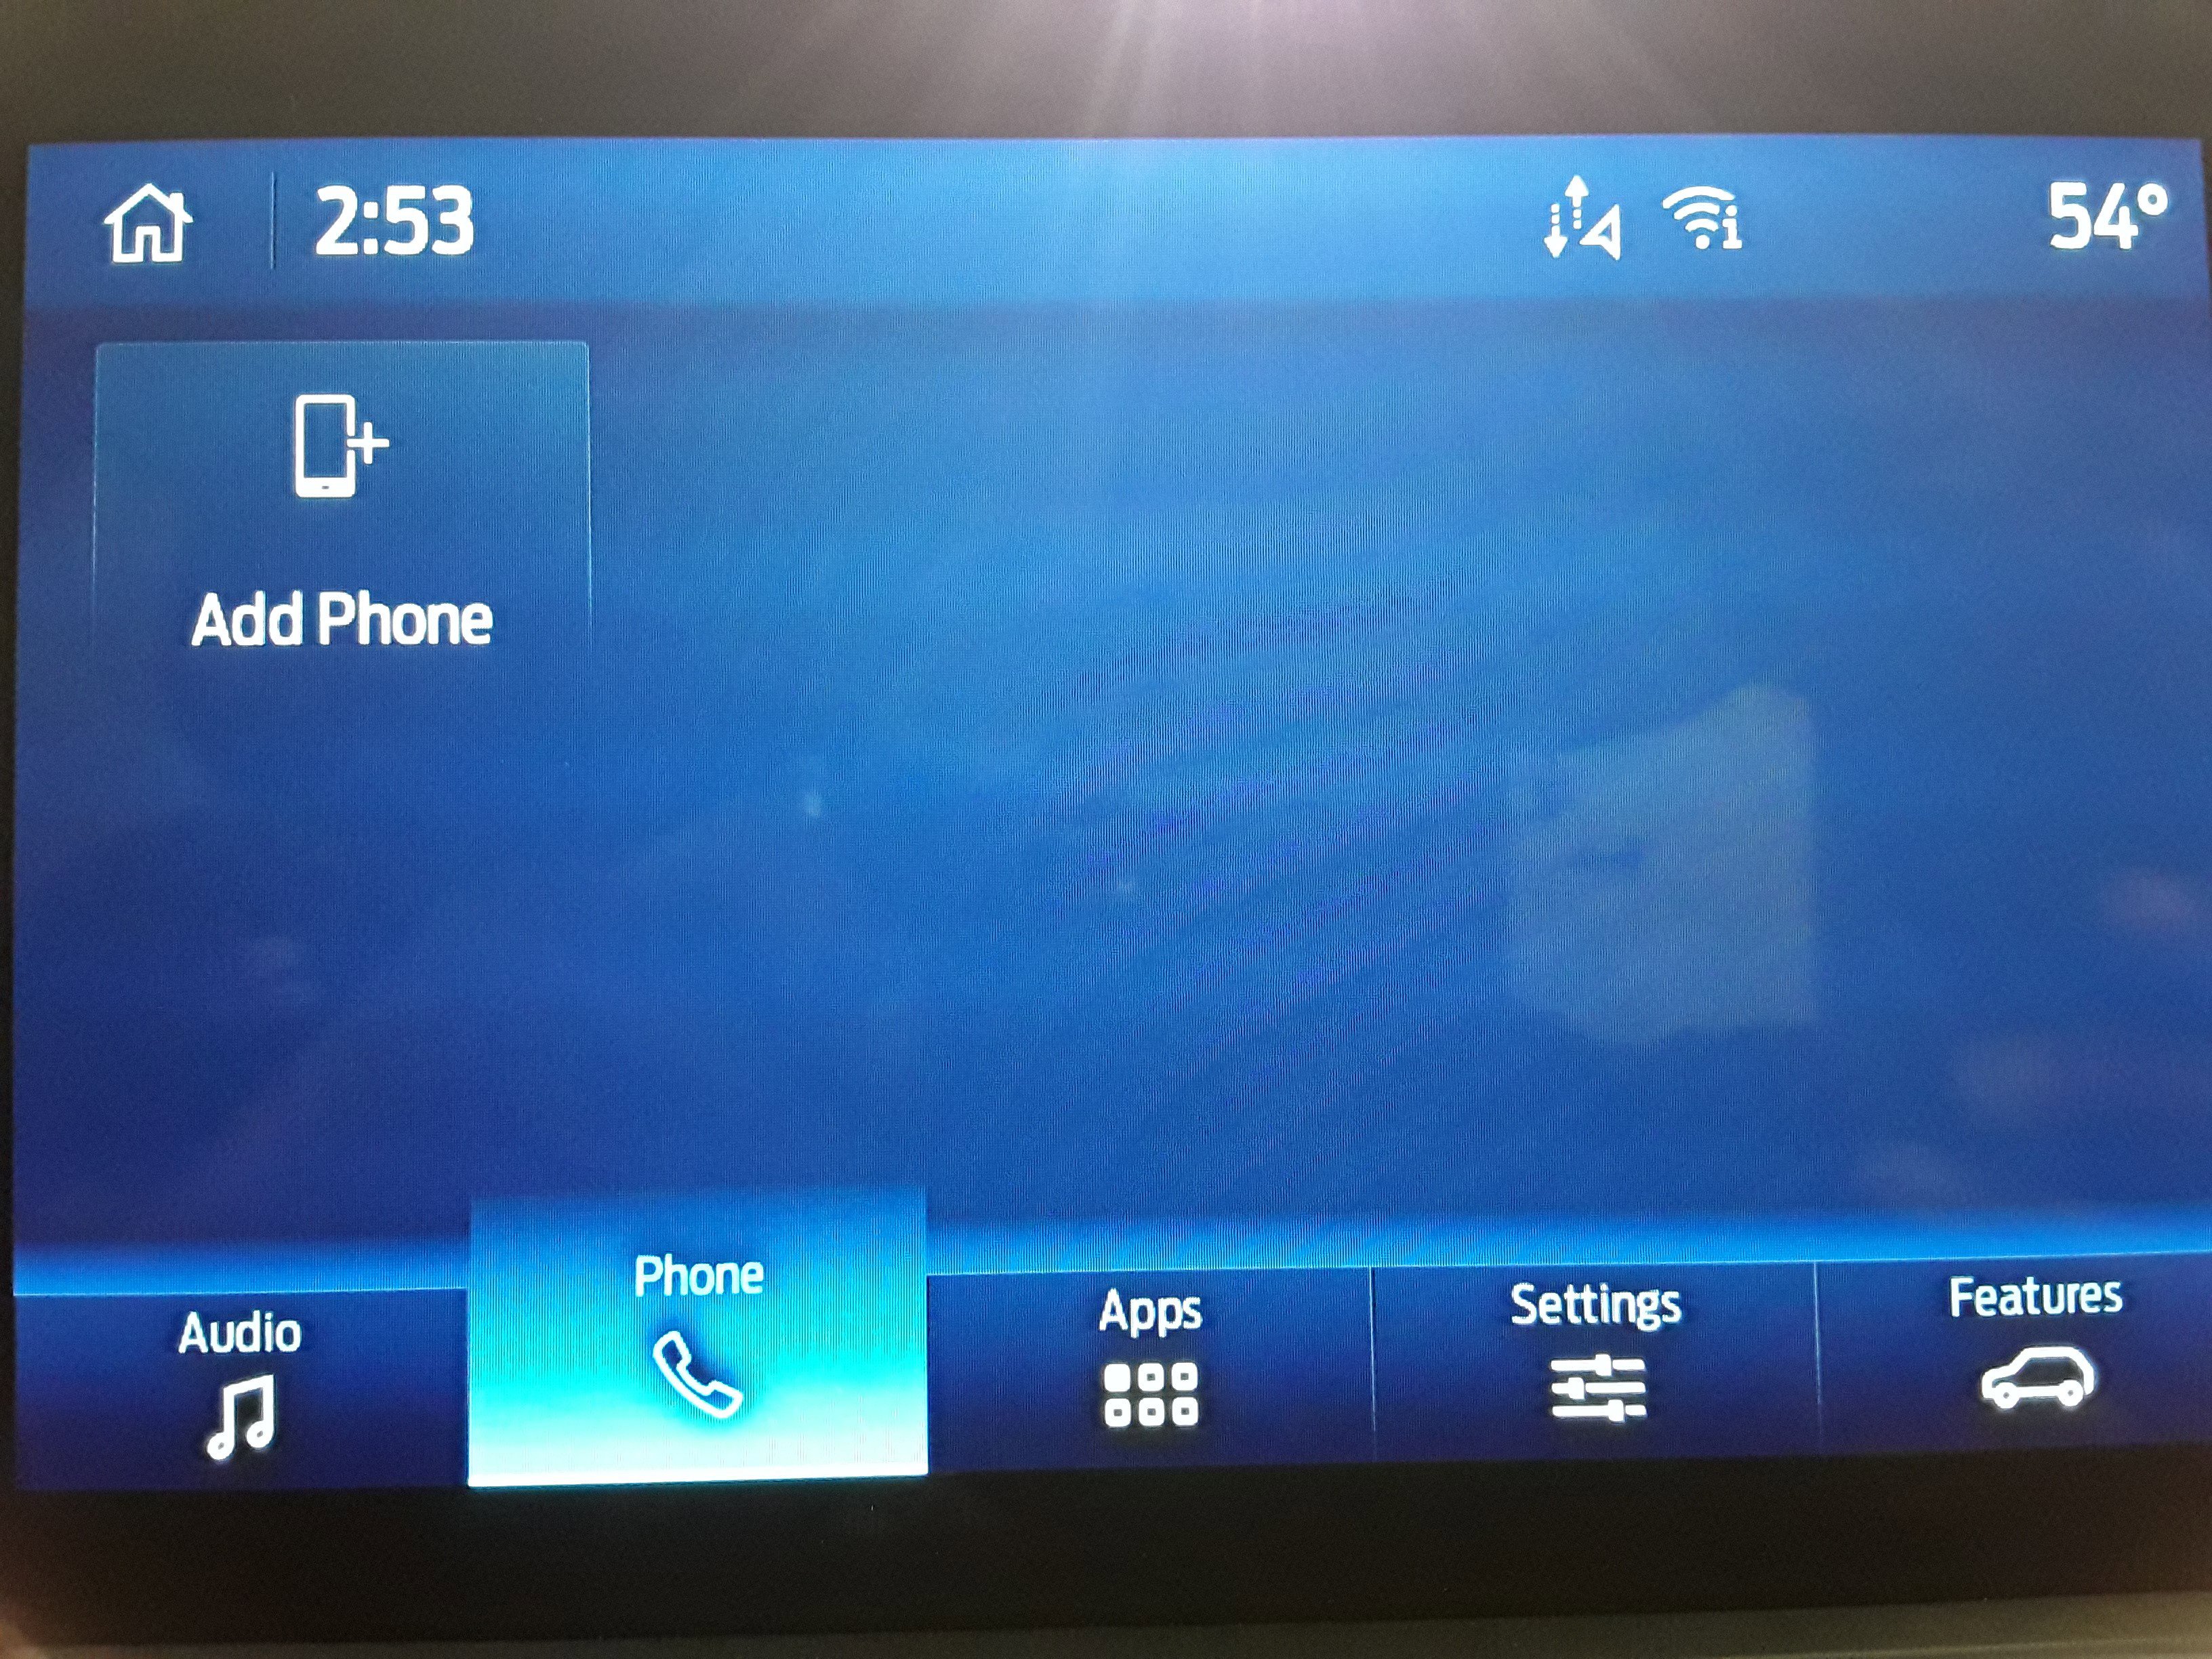 2:53
54°
Add Phone
Audio
Phone
Apps
Settings
Features